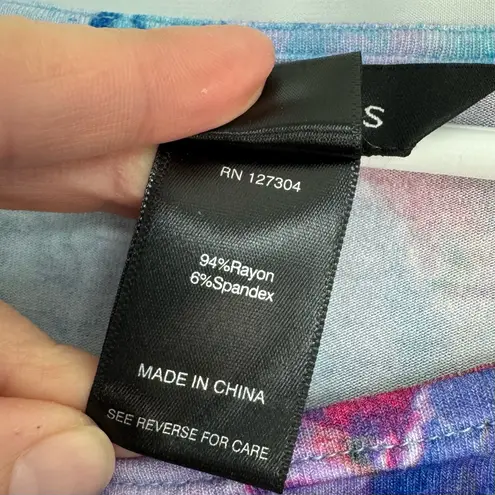 S
RN 127304
94%Rayon
6%Spandex
MADE IN CHINA
SEE REVERSE FOR CARE